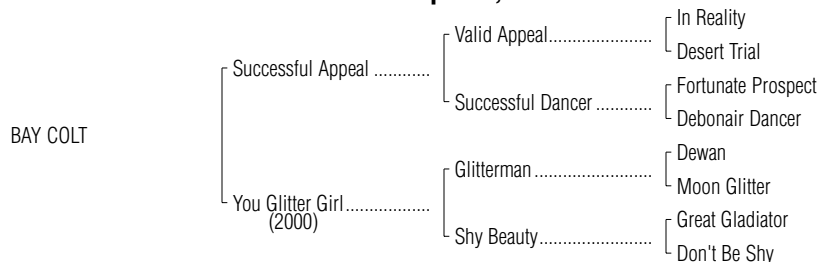 In Reality
Valid Appeal......................
Desert Trial
Successful Appeal ............
Fortunate Prospect
Successful Dancer ............
Debonair Dancer
BAY COLT
Dewan
Glitterman ........................
Moon Glitter
You Glitter Girl..................
(2000)
Great Gladiator
Shy Beauty.......................
Don't Be Shy